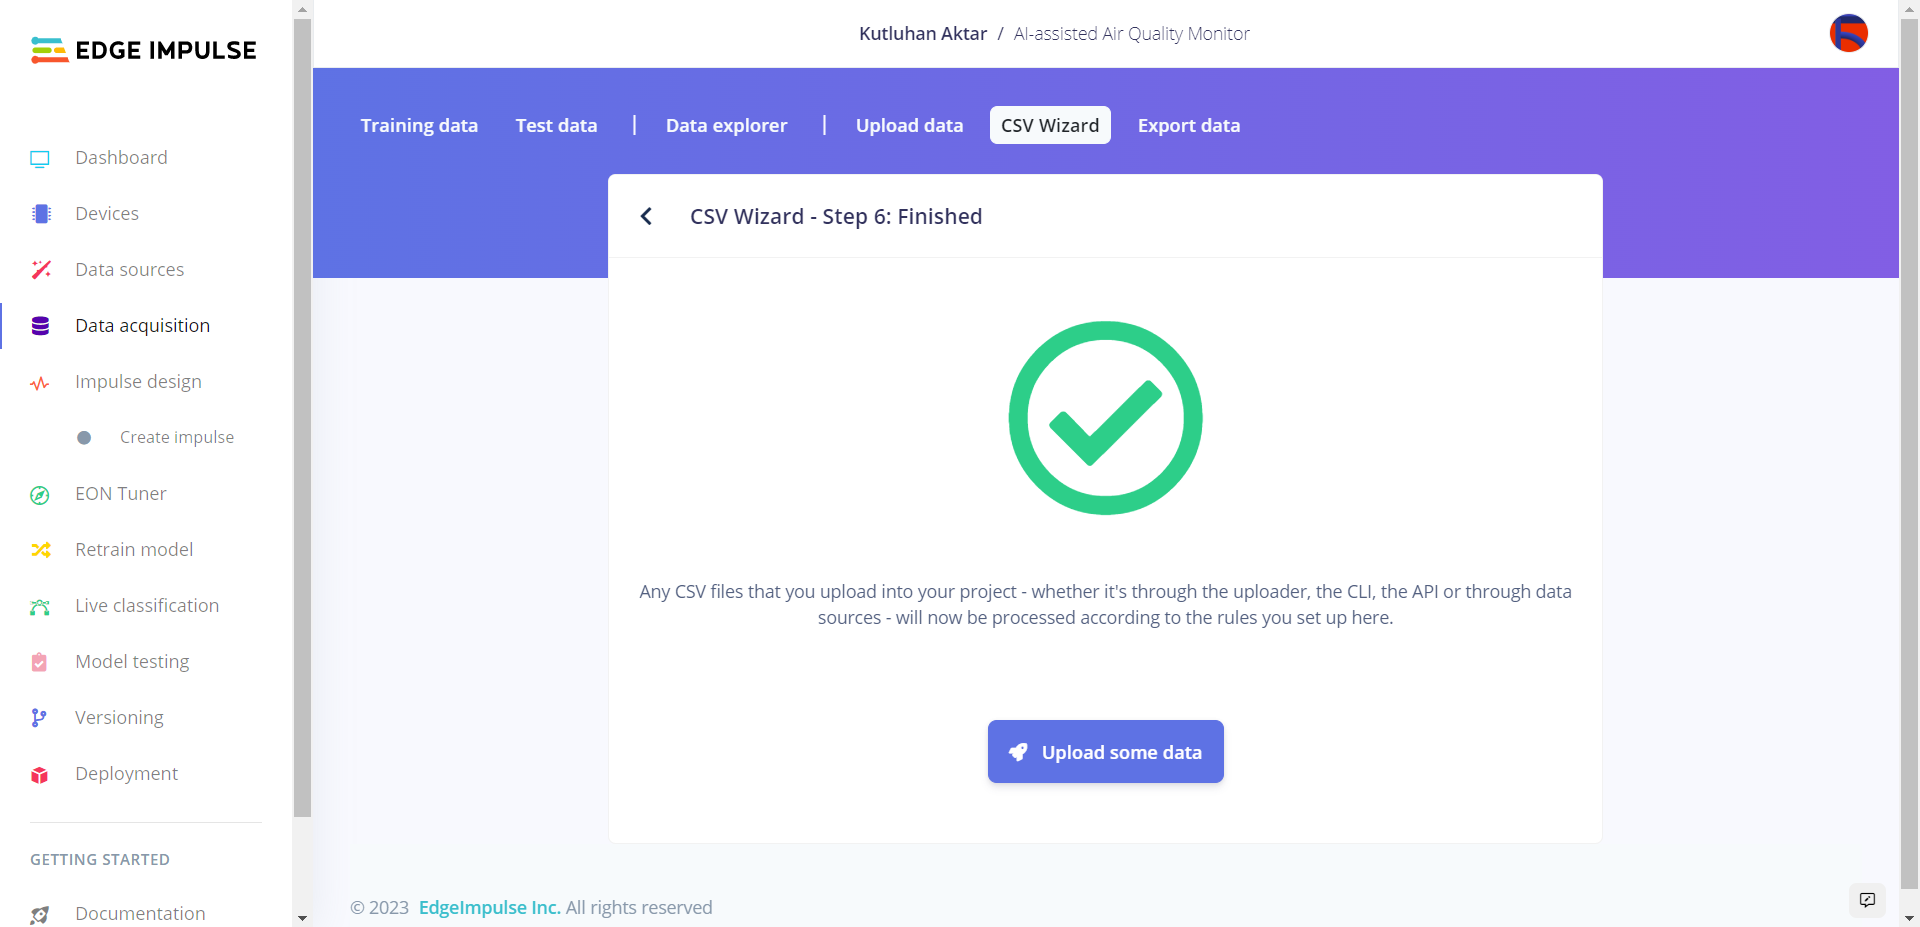 EDGE IMPULSE
Kutluhan Aktar / AI-assisted Air Quality Monitor
Dashboard
Devices
Data sources
Data acquisition
Impulse design
Create impulse
EON Tuner
Retrain model
Live classification
Model testing
Versioning
Deployment
GETTING STARTED
Documentation
Training data Test data | Data explorer | Upload data CSV Wizard Export data
CSV Wizard - Step 6: Finished
Any CSV files that you upload into your project - whether it's through the uploader, the CLI, the API or through data
sources - will now be processed according to the rules you set up here.
Upload some data
© 2023 EdgeImpulse Inc. All rights reserved